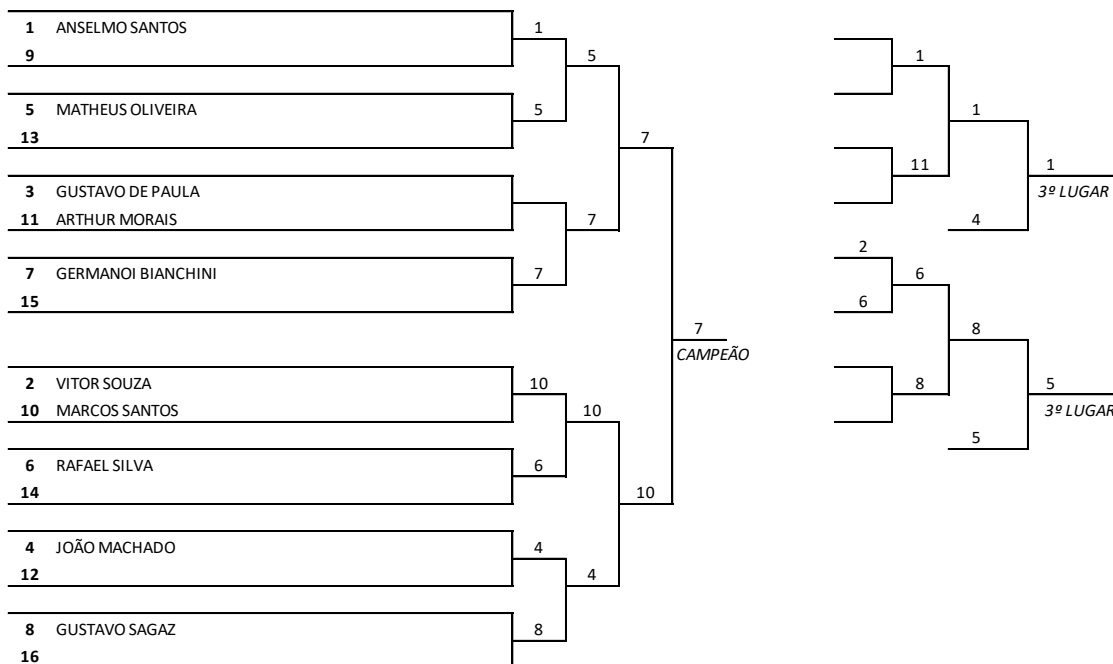 1 ANSELMO SANTOS
9
5 MATHEUS OLIVEIRA
13
3 GUSTAVO DE PAULA
11 ARTHUR MORAIS
7 GERMANOI BIANCHINI
15
2 VITOR SOUZA
10 MARCOS SANTOS
6 RAFAEL SILVA
14
4 JOÃO MACHADO
12
8 GUSTAVO SAGAZ
16
1
5
7
10
6
4
8
5
7
10
4
7
10
7
CAMPEÃO
2
6
1
11
6
8
1
4
8
5
1
3º LUGAR
5
3º LUGAR